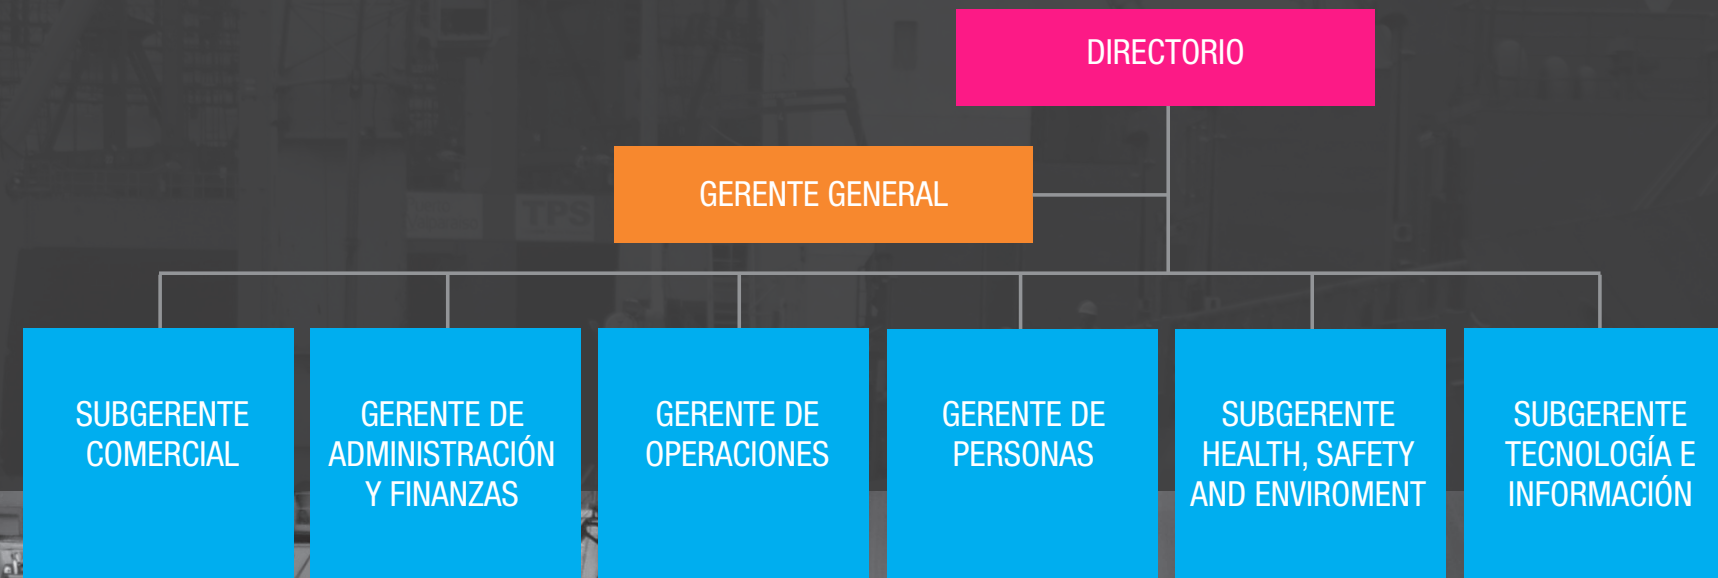 DIRECTORIO
GERENTE GENERAL
TPS
SUBGERENTE
COMERCIAL
GERENTE DE
ADMINISTRACIÓN
Y FINANZAS
GERENTE DE
OPERACIONES
GERENTE DE
PERSONAS
SUBGERENTE
HEALTH, SAFETY
AND ENVIROMENT
SUBGERENTE
TECNOLOGÍA E
INFORMACIÓN